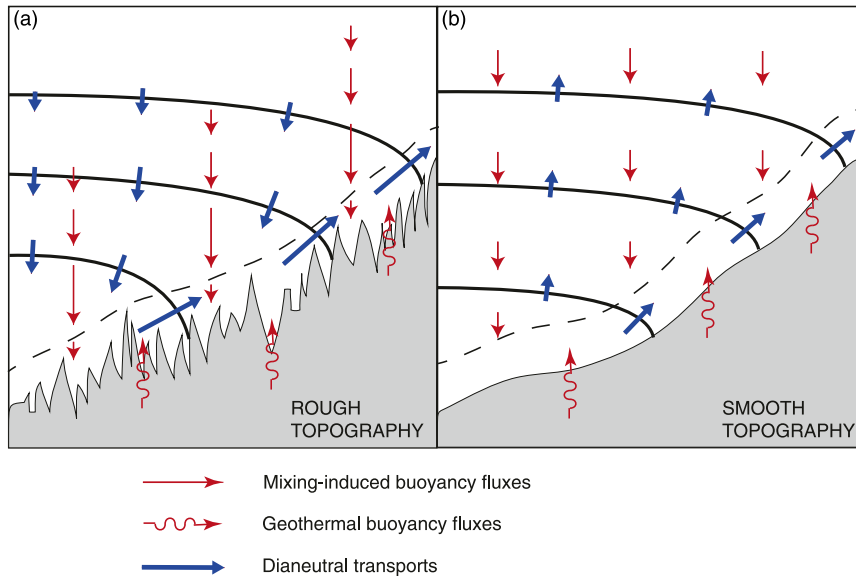 (a)
(b)
ROUGH
TOPOGRAPHY
SMOOTH
TOPOGRAPHY
Mixing-induced buoyancy fluxes
Geothermal buoyancy fluxes
Dianeutral transports